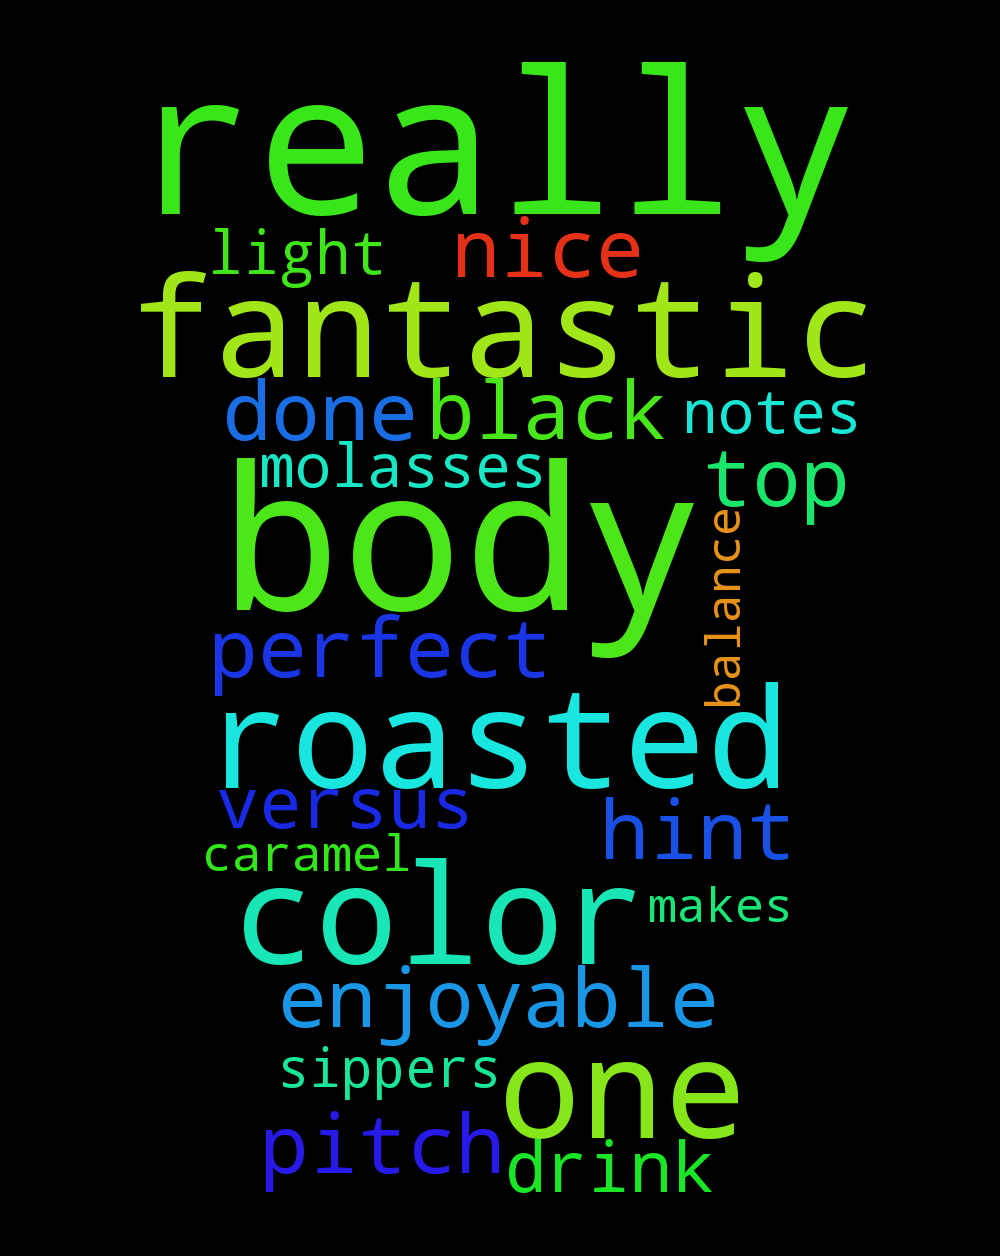 really
light nice
fantastic
done black notes
molasses top
body
balance
perfect
roasted
versus hint
caramel
color makes
enjoyable
sippers one
pitch drink